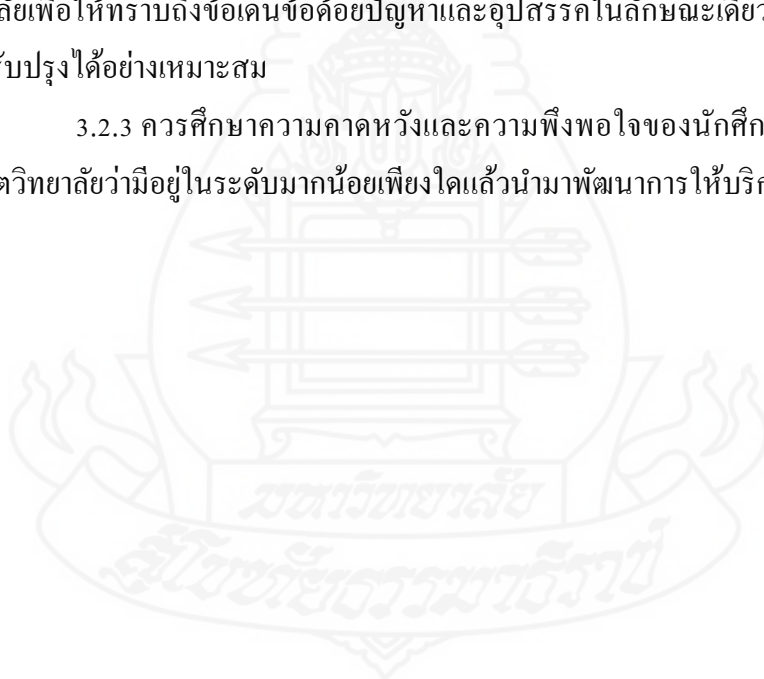 ลัยเพื่อให้ทราบถึงข้อเด่นข้อด้อยปัญหาและอุปสรรคในลักษณะเดียว
รับปรุงได้อย่างเหมาะสม
3.2.3 ควรศึกษาความคาดหวังและความพึงพอใจของนักศึก
ตวิทยาลัยว่ามีอยู่ในระดับมากน้อยเพียงใดแล้วนำมาพัฒนาการให้บริก
มหาวิทยาลัย
สุโขทัยธรรมาธิราช